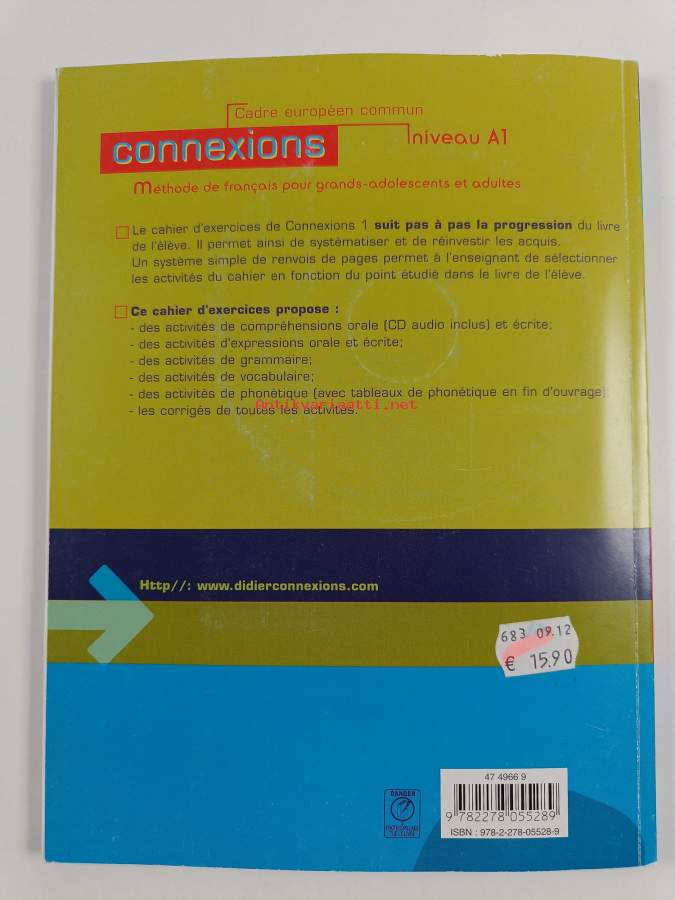 Cadre européen commun
connexions
niveau A1
Méthode de français pour grands-adolescents et adultes
Le cahier d'exercices de Connexions 1 suit pas à pas la progression du livre
de l'élève. Il permet ainsi de systématiser et de réinvestir les acquis.
Un système simple de renvois de pages permet à l'enseignant de sélectionner
les activités du cahier en fonction du point étudié dans le livre de l'élève.
Ce cahier d'exercices propose :
- des activités de compréhensions orale (CD audio inclus) et écrite;
- des activités d'expressions orale et écrite;
- des activités de grammaire;
- des activités de vocabulaire;
- des activités de phonétique (avec tableaux de phonétique en fin d'ouvrage)
- les corrigés de toutes les activités.
Antikvariaatti.net
Http//: www.didierconnexions.com
683 09.12
€ 15.90
47 4966 9
9 782278 055289
ISBN : 978-2-278-05528-9
DANGER